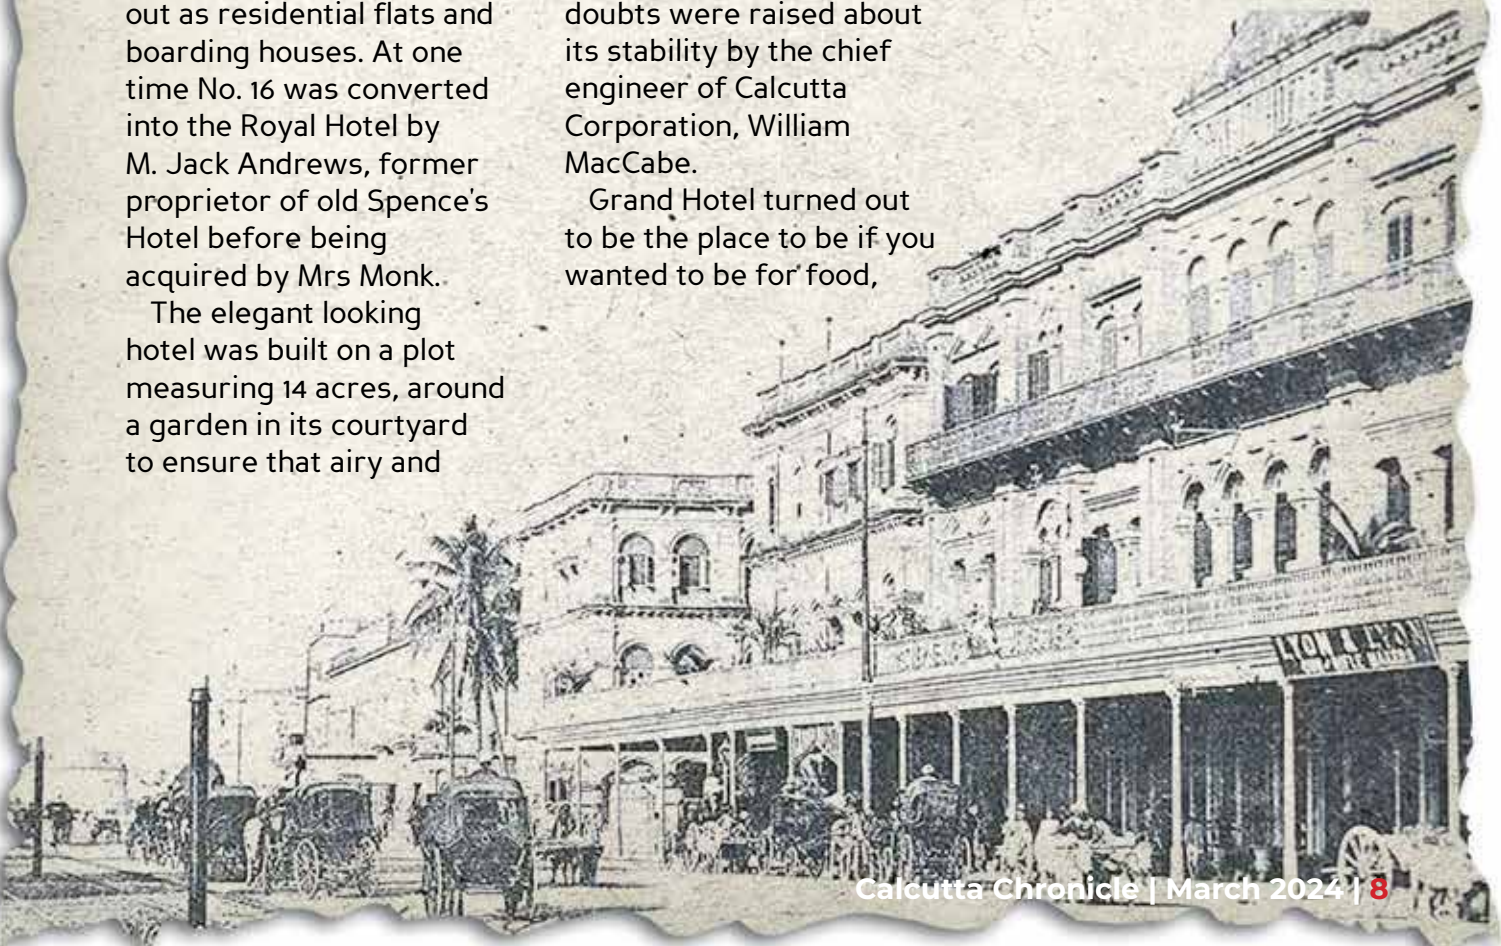 out as residential flats and
boarding houses. At one
time No. 16 was converted
into the Royal Hotel by
M. Jack Andrews, former
proprietor of old Spence's
Hotel before being
acquired by Mrs Monk.
The elegant looking
hotel was built on a plot
measuring 14 acres, around
a garden in its courtyard
to ensure that airy and
doubts were raised about
its stability by the chief
engineer of Calcutta
Corporation, William
MacCabe.
Grand Hotel turned out
to be the place to be if you
wanted to be for food,
LYON & LYON
Calcutta Chronicle | March 2024 | 8